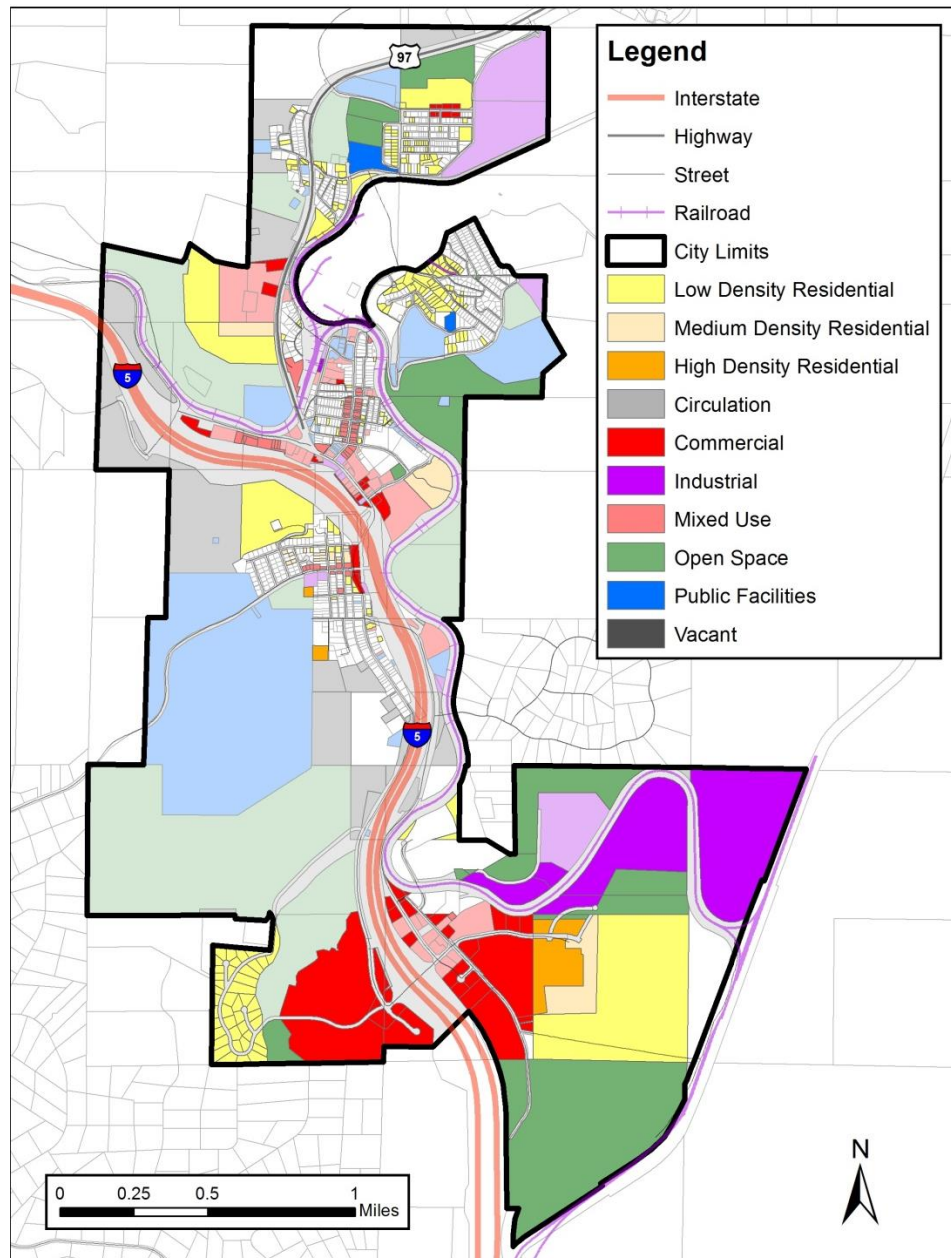 97
Legend
Interstate
Highway
Street
Railroad
City Limits
Low Density Residential
Medium Density Residential
High Density Residential
Circulation
Commercial
Industrial
Mixed Use
Open Space
Public Facilities
Vacant
5
5
N
0 0.25 0.5 1
Miles